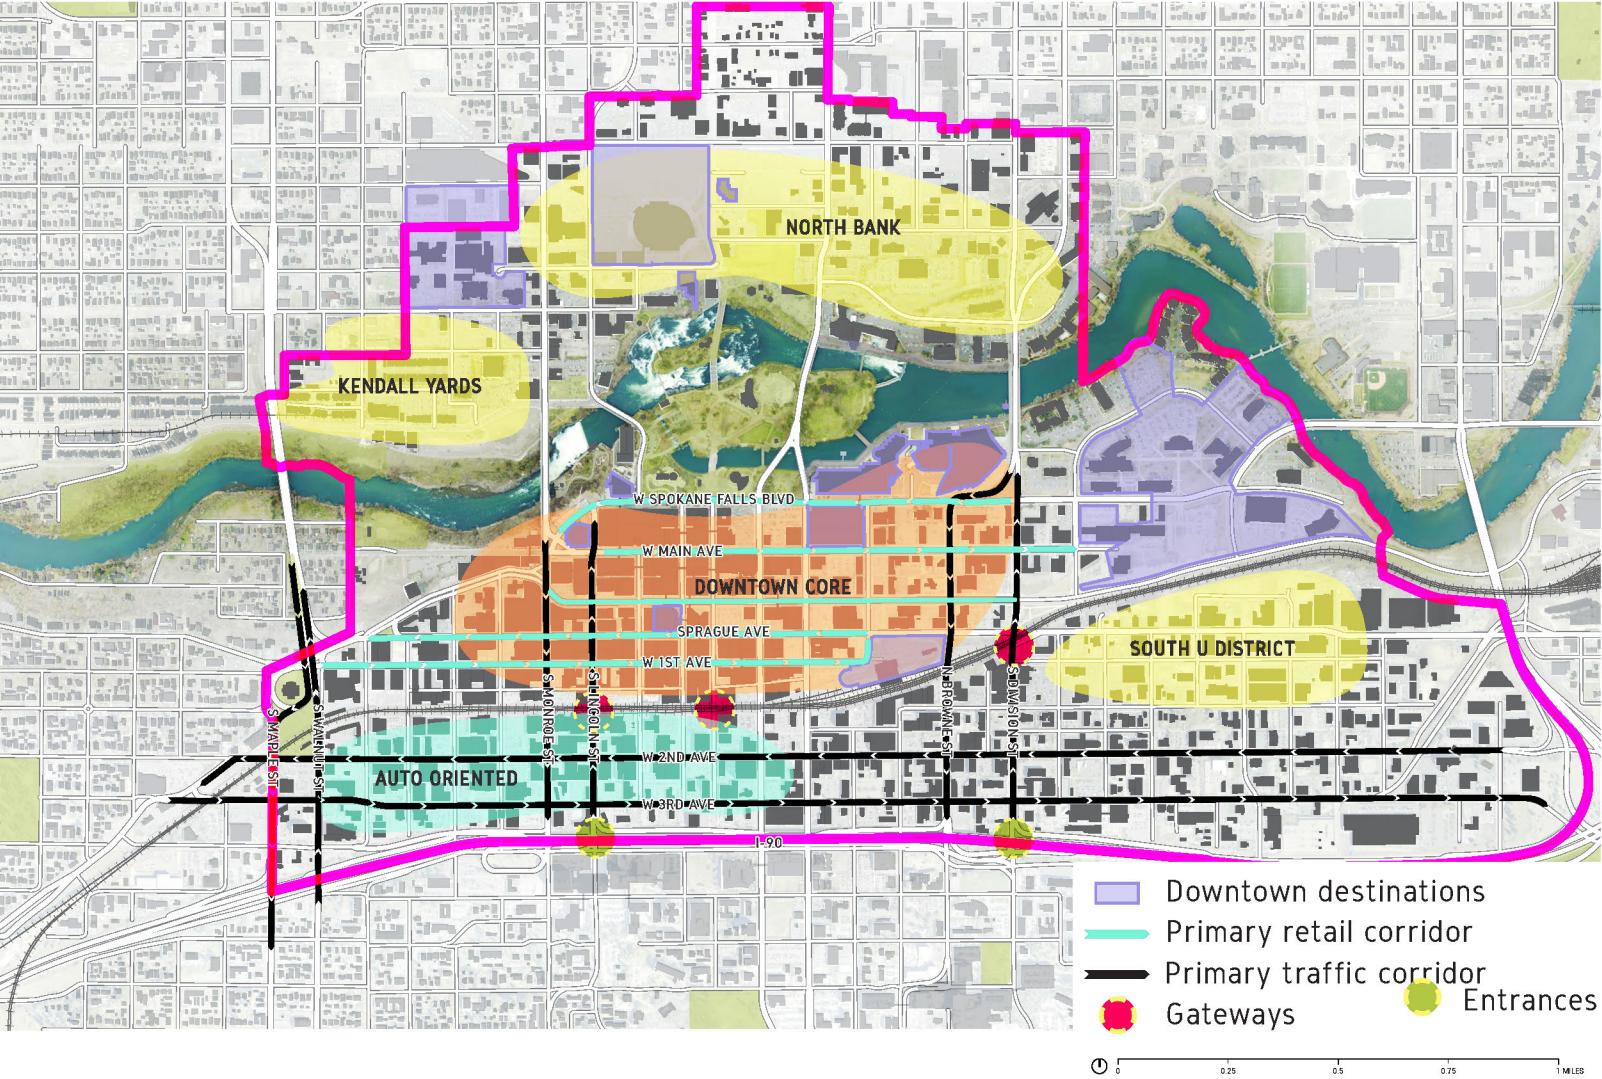 NORTH BANK
KENDALL YARDS
W SPOKANE FALLS BLVD
W MAIN AVE
DOWNTOWN CORE
SPRAGUE AVE
W 1ST AVE
SOUTH U DISTRICT
S MAPLE ST
S WALNUT ST
S MONROE ST
S LINCOLN ST
N BROWNE ST
S DIVISION ST
W 2ND AVE
AUTO ORIENTED
W 3RD AVE
I-90
Downtown destinations
Primary retail corridor
Primary traffic corridor
Gateways
Entrances
0 0.25 0.5 0.75 1 MILES